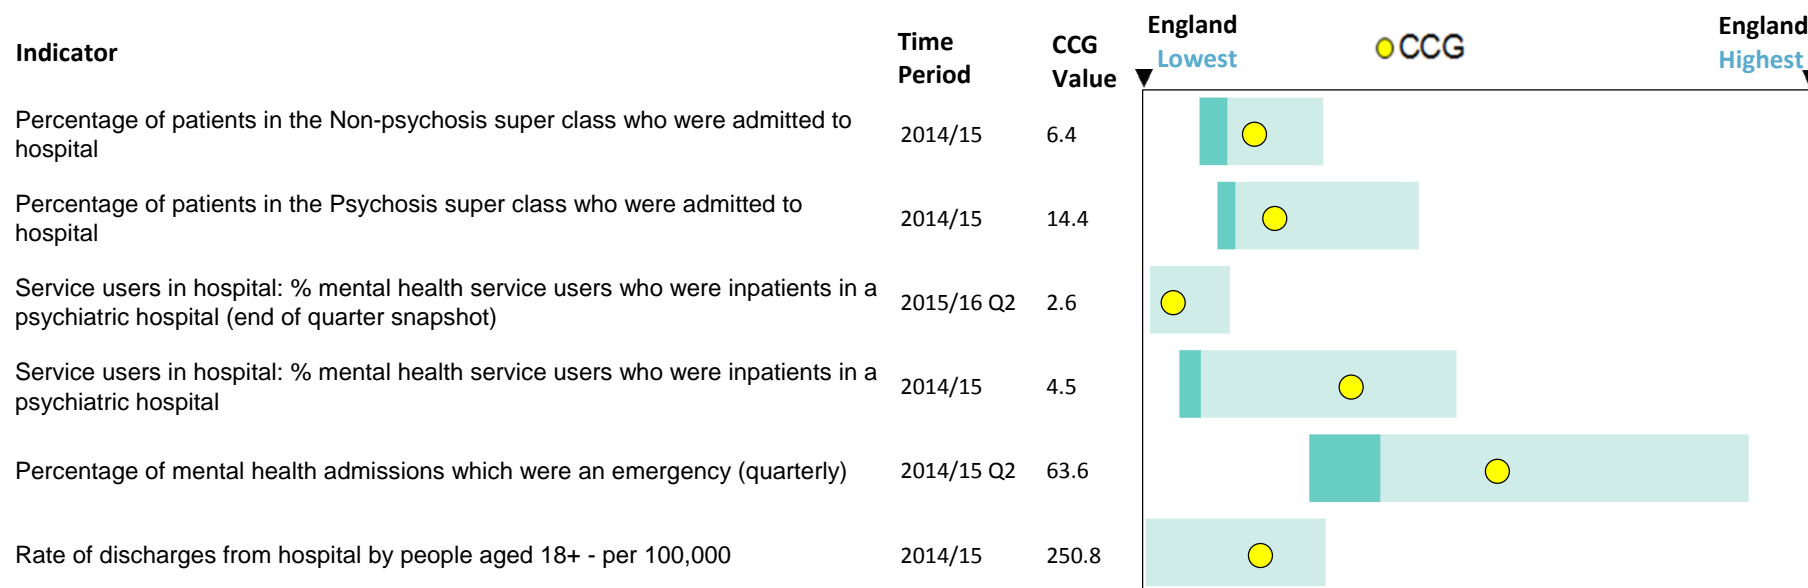 Indicator
Time
Period
CCG
Value
England
Lowest
CCG
England
Highest
Percentage of patients in the Non-psychosis super class who were admitted to
hospital
2014/15
6.4
Percentage of patients in the Psychosis super class who were admitted to
hospital
2014/15
14.4
Service users in hospital: % mental health service users who were inpatients in a
psychiatric hospital (end of quarter snapshot)
2015/16 Q2
2.6
Service users in hospital: % mental health service users who were inpatients in a
psychiatric hospital
2014/15
4.5
Percentage of mental health admissions which were an emergency (quarterly)
2014/15 Q2
63.6
Rate of discharges from hospital by people aged 18+ - per 100,000
2014/15
250.8